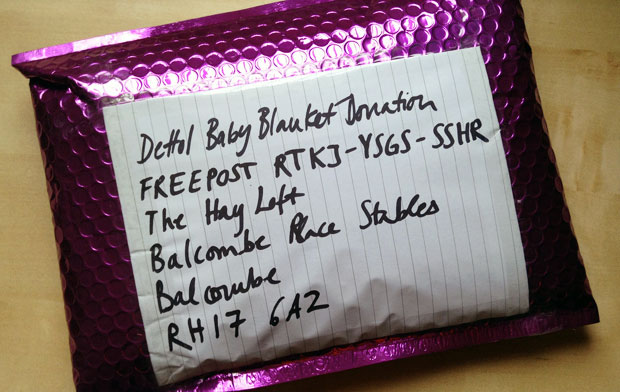 Dettol Baby Blanket Donation
FREEPOST RTKJ-YSGS-SSHR
The Hay Loft
Balcombe Place Stables
Balcombe
RH17 6AZ